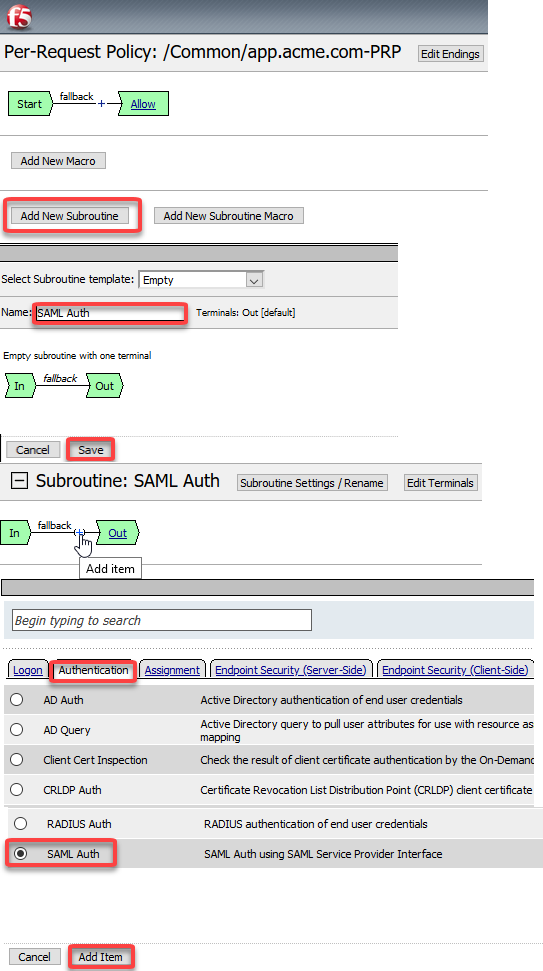 f5
Per-Request Policy: /Common/app.acme.com-PRP Edit Endings
Start fallback + Allow
Add New Macro
Add New Subroutine Add New Subroutine Macro
Select Subroutine template: Empty
Name: SAML Auth Terminals: Out [default]
Empty subroutine with one terminal
In fallback Out
Cancel Save
Subroutine: SAML Auth Subroutine Settings / Rename Edit Terminals
In fallback (+) Out
Add item
Begin typing to search
Logon Authentication Assignment Endpoint Security (Server-Side) Endpoint Security (Client-Side)
AD Auth Active Directory authentication of end user credentials
AD Query Active Directory query to pull user attributes for use with resource as
mapping
Client Cert Inspection Check the result of client certificate authentication by the On-Demand
CRLDP Auth Certificate Revocation List Distribution Point (CRLDP) client certificate
RADIUS Auth RADIUS authentication of end user credentials
SAML Auth SAML Auth using SAML Service Provider Interface
Cancel Add Item